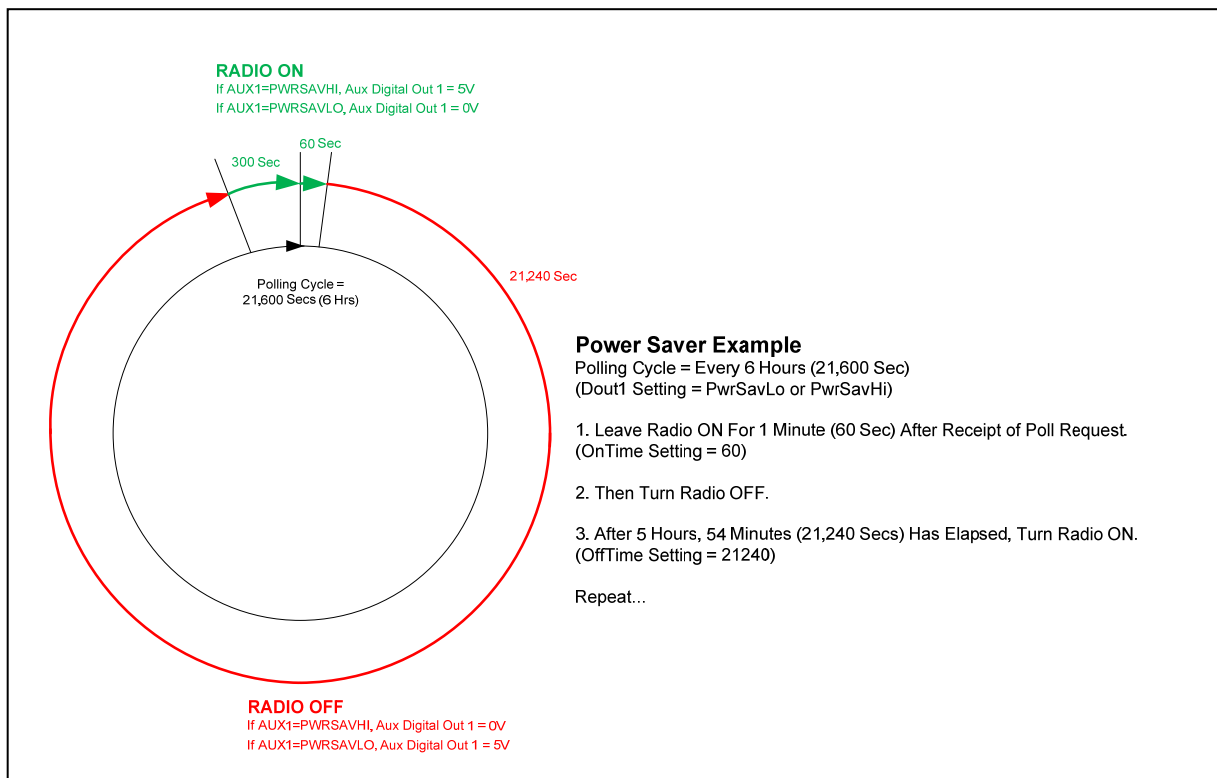 RADIO ON
If AUX1=PWRSAVHI, Aux Digital Out 1 = 5V
If AUX1=PWRSAVLO, Aux Digital Out 1 = 0V
60 Sec
300 Sec
21,240 Sec
Polling Cycle =
21,600 Secs (6 Hrs)
Power Saver Example
Polling Cycle = Every 6 Hours (21,600 Sec)
(Dout1 Setting = PwrSavLo or PwrSavHi)
1. Leave Radio ON For 1 Minute (60 Sec) After Receipt of Poll Request.
(OnTime Setting = 60)
2. Then Turn Radio OFF.
3. After 5 Hours, 54 Minutes (21,240 Secs) Has Elapsed, Turn Radio ON.
(OffTime Setting = 21240)
Repeat...
RADIO OFF
If AUX1=PWRSAVHI, Aux Digital Out 1 = 0V
If AUX1=PWRSAVLO, Aux Digital Out 1 = 5V